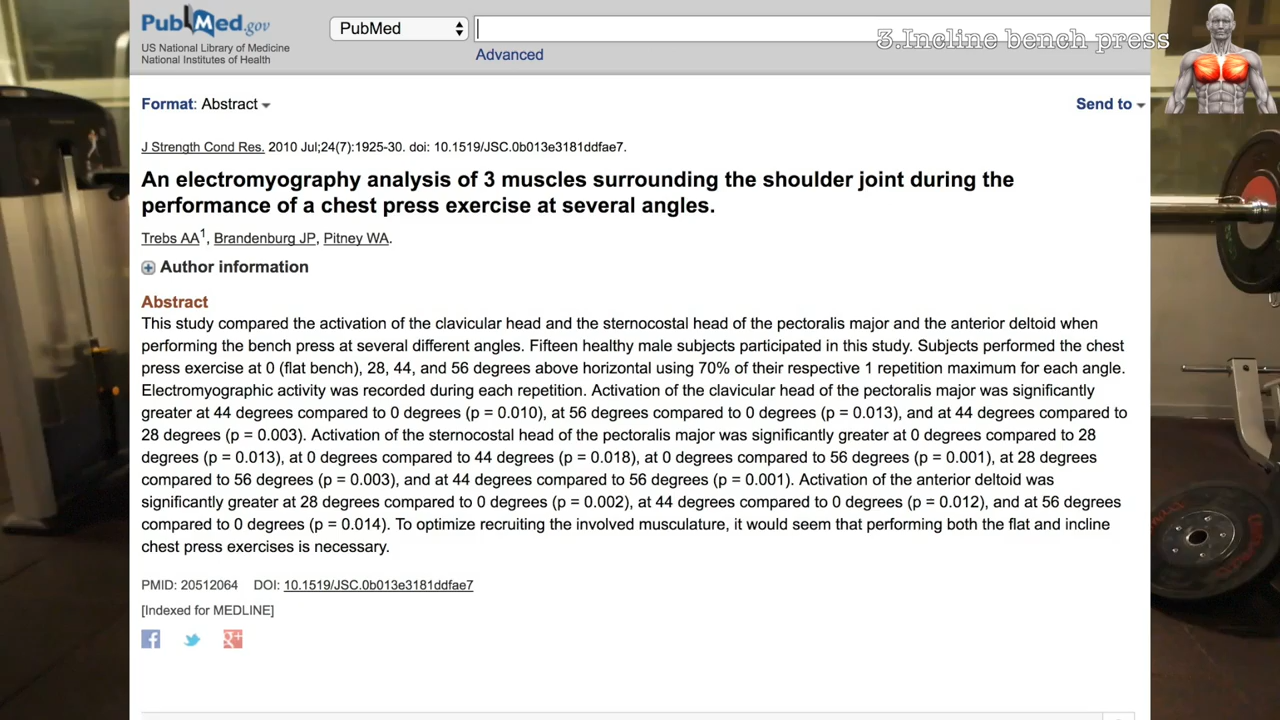 PubMed.gov
US National Library of Medicine
National Institutes of Health
PubMed
Advanced
3.Incline bench press
Format: Abstract
Send to
J Strength Cond Res. 2010 Jul;24(7):1925-30. doi: 10.1519/JSC.0b013e3181ddfae7.
An electromyography analysis of 3 muscles surrounding the shoulder joint during the
performance of a chest press exercise at several angles.
Trebs AA1, Brandenburg JP, Pitney WA.
Author information
Abstract
This study compared the activation of the clavicular head and the sternocostal head of the pectoralis major and the anterior deltoid when
performing the bench press at several different angles. Fifteen healthy male subjects participated in this study. Subjects performed the chest
press exercise at 0 (flat bench), 28, 44, and 56 degrees above horizontal using 70% of their respective 1 repetition maximum for each angle.
Electromyographic activity was recorded during each repetition. Activation of the clavicular head of the pectoralis major was significantly
greater at 44 degrees compared to 0 degrees (p = 0.010), at 56 degrees compared to 0 degrees (p = 0.013), and at 44 degrees compared to
28 degrees (p = 0.003). Activation of the sternocostal head of the pectoralis major was significantly greater at 0 degrees compared to 28
degrees (p = 0.013), at 0 degrees compared to 44 degrees (p = 0.018), at 0 degrees compared to 56 degrees (p = 0.001), at 28 degrees
compared to 56 degrees (p = 0.003), and at 44 degrees compared to 56 degrees (p = 0.001). Activation of the anterior deltoid was
significantly greater at 28 degrees compared to 0 degrees (p = 0.002), at 44 degrees compared to 0 degrees (p = 0.012), and at 56 degrees
compared to 0 degrees (p = 0.014). To optimize recruiting the involved musculature, it would seem that performing both the flat and incline
chest press exercises is necessary.
PMID: 20512064 DOI: 10.1519/JSC.0b013e3181ddfae7
[Indexed for MEDLINE]